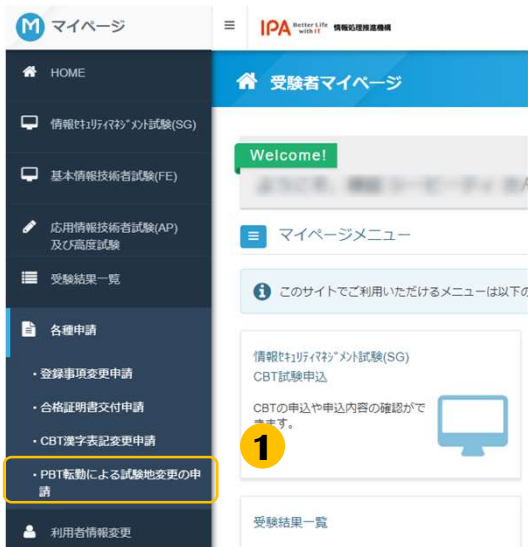 M マイページ
HOME
情報ｾｷｭﾘﾃｨﾏﾈｼﾞﾒﾝﾄ試験(SG)
基本情報技術者試験(FE)
応用情報技術者試験(AP)
及び高度試験
受験結果一覧
各種申請
・登録事項変更申請
・合格証明書交付申請
・CBT漢字表記変更申請
・PBT転勤による試験地変更の申
請
利用者情報変更
IPA Better Life with IT 情報処理推進機構
受験者マイページ
Welcome!
マイページメニュー
このサイトでご利用いただけるメニューは以下の
情報ｾｷｭﾘﾃｨﾏﾈｼﾞﾒﾝﾄ試験(SG)
CBT試験申込
CBTの申込や申込内容の確認がで
きます。
1
受験結果一覧